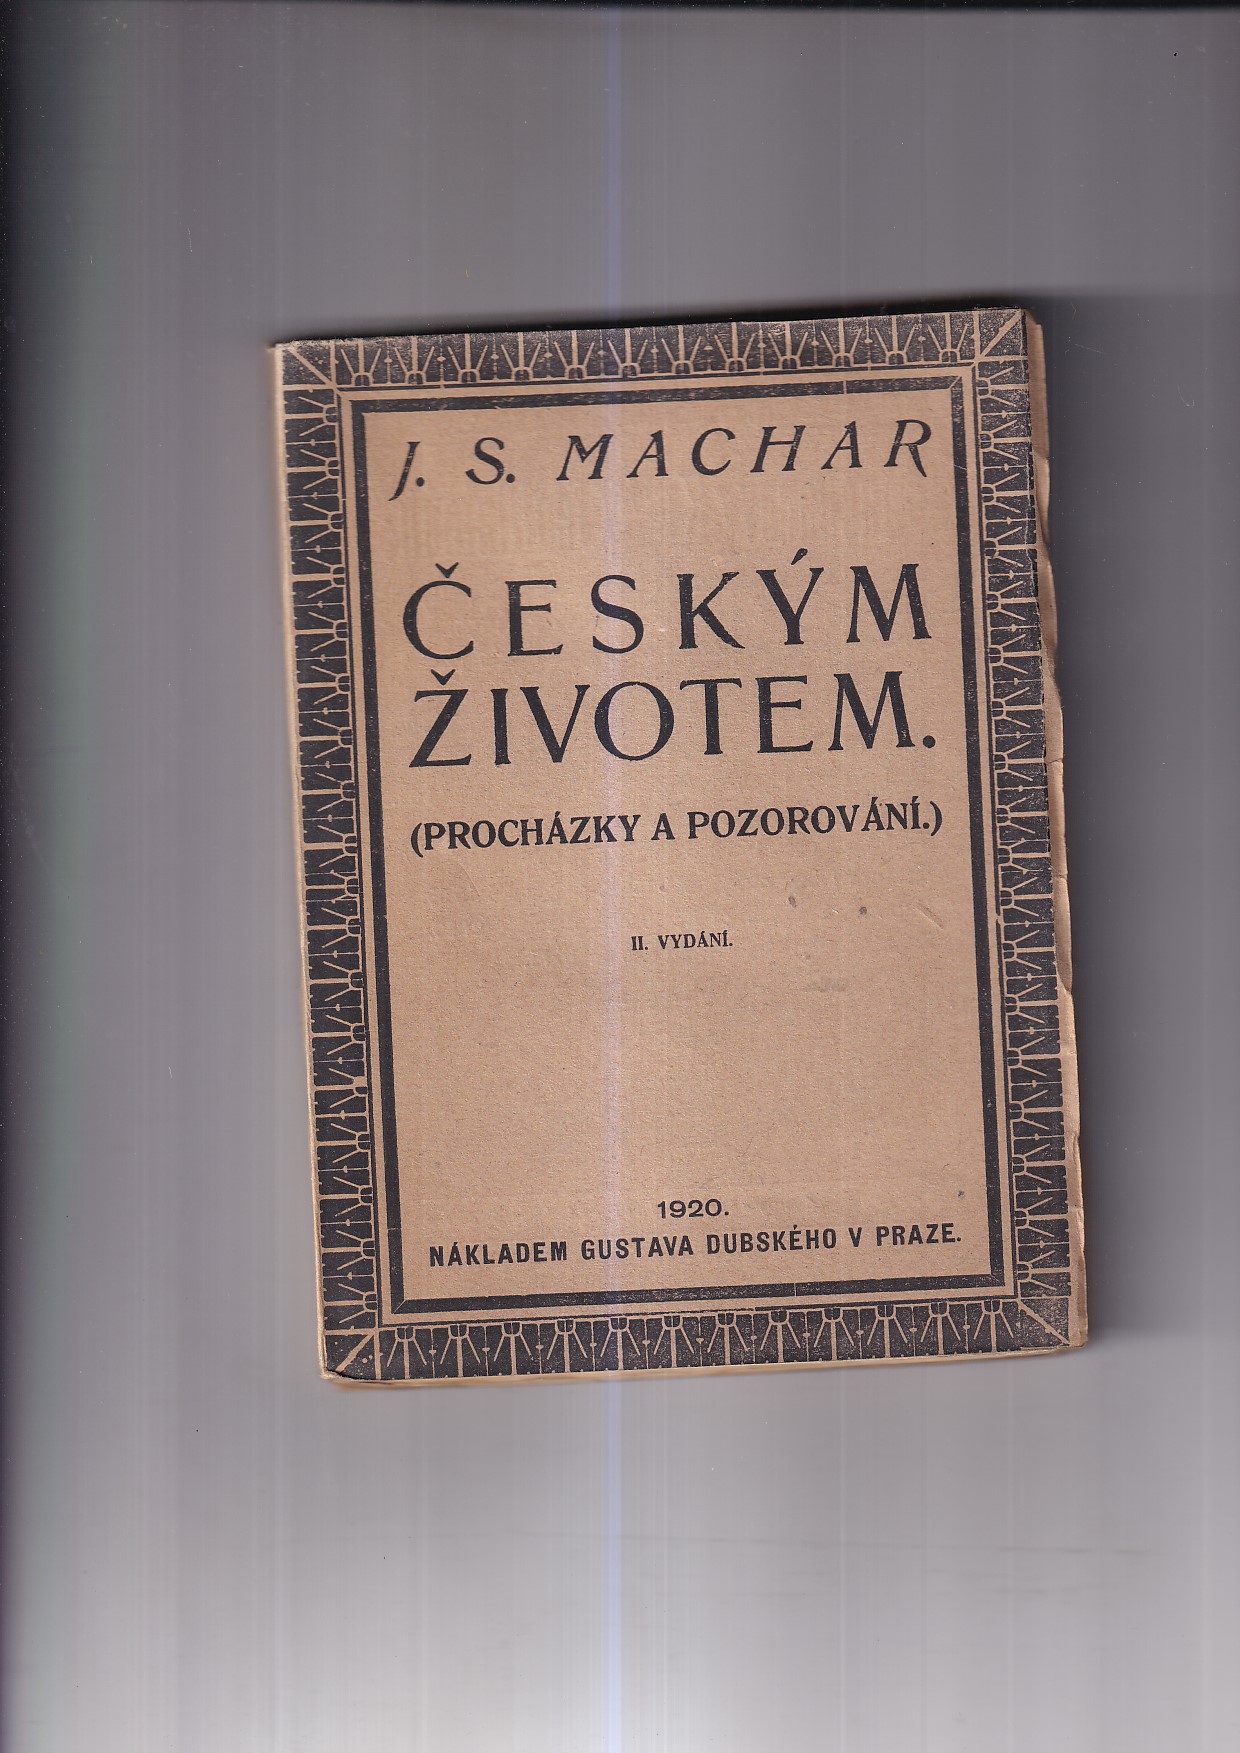 J. S. MACHAR
ČESKÝM
ŽIVOTEM.
(PROCHÁZKY A POZOROVÁNÍ.)
II. VYDÁNÍ.
1920.
NÁKLADEM GUSTAVA DUBSKÉHO V PRAZE.